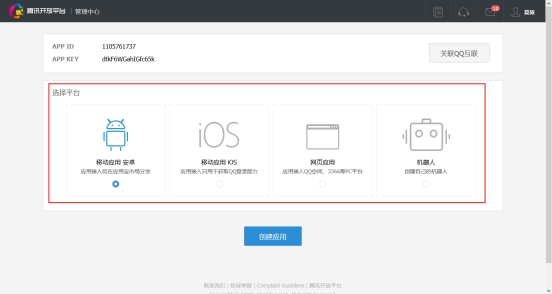 腾讯开放平台 | 管理中心
APP ID 1105761737
APP KEY dtkF6WGahIGfc65k
关联QQ互联
选择平台
iOS
移动应用 安卓
应用接入后在应用宝市场分发
移动应用 IOS
应用接入只用于获取QQ登录能力
网页应用
应用接入QQ空间，3366等PC平台
机器人
创建自己的机器人
创建应用
联系我们 | 投诉举报 | Complaint Guidelines | 腾讯开放平台